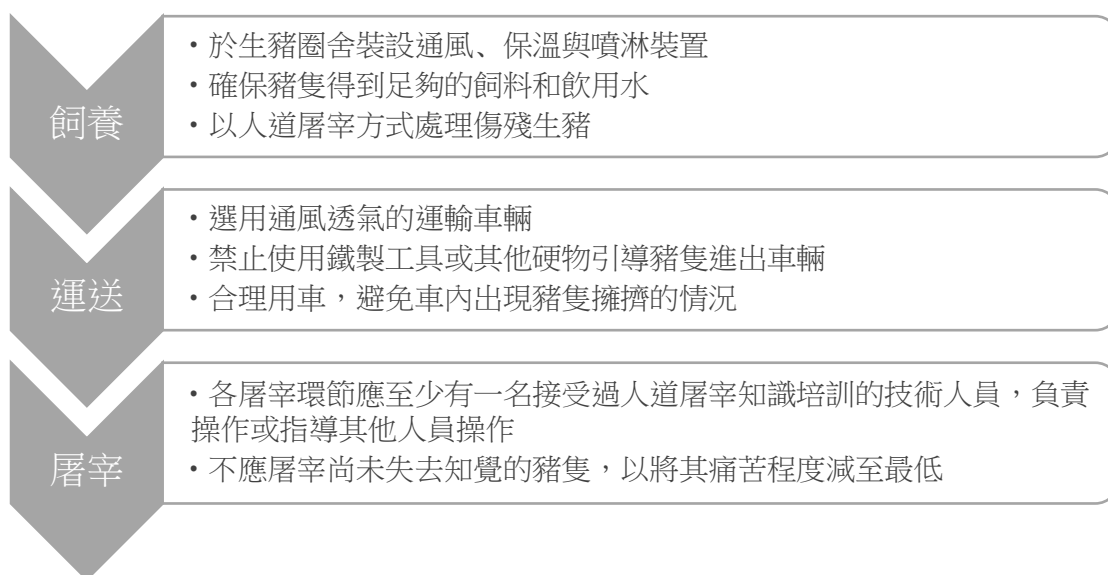 飼養
•於生豬圈舍裝設通風、保溫與噴淋裝置
•確保豬隻得到足夠的飼料和飲用水
•以人道屠宰方式處理傷殘生豬
運送
•選用通風透氣的運輸車輛
•禁止使用鐵製工具或其他硬物引導豬隻進出車輛
•合理用車，避免車內出現豬隻擁擠的情況
屠宰
•各屠宰環節應至少有一名接受過人道屠宰知識培訓的技術人員，負責
操作或指導其他人員操作
•不應屠宰尚未失去知覺的豬隻，以將其痛苦程度減至最低